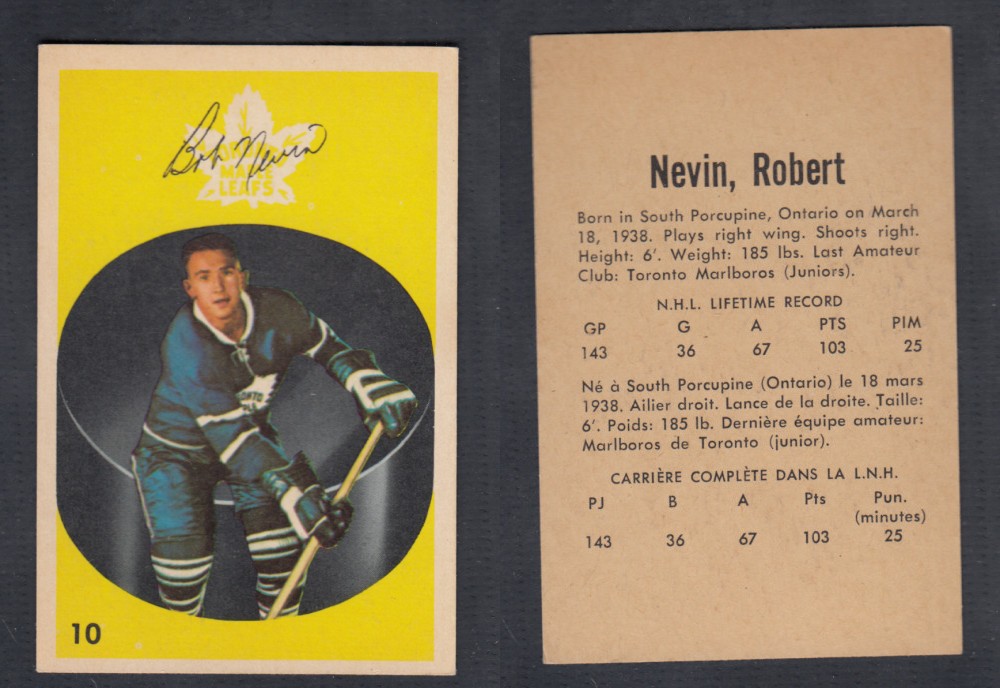 Bob Nevin
MAPLE
LEAFS
10
Nevin, Robert
Born in South Porcupine, Ontario on March
18, 1938. Plays right wing. Shoots right.
Height: 6'. Weight: 185 lbs. Last Amateur
Club: Toronto Marlboros (Juniors).
N.H.L. LIFETIME RECORD
GP G A PTS PIM
143 36 67 103 25
Né à South Porcupine (Ontario) le 18 mars
1938. Ailier droit. Lance de la droite. Taille:
6'. Poids: 185 lb. Dernière équipe amateur:
Marlboros de Toronto (junior).
CARRIÈRE COMPLÈTE DANS LA L.N.H.
PJ B A Pts Pun.
(minutes)
143 36 67 103 25